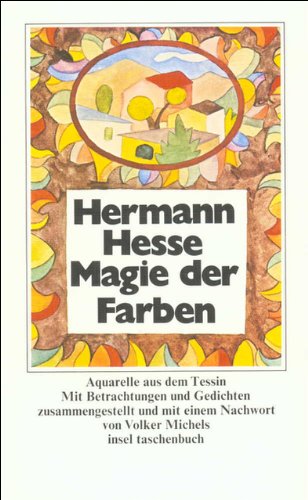 Hermann
Hesse
Magie der
Farben
Aquarelle aus dem Tessin
Mit Betrachtungen und Gedichten
zusammengestellt und mit einem Nachwort
von Volker Michels
insel taschenbuch